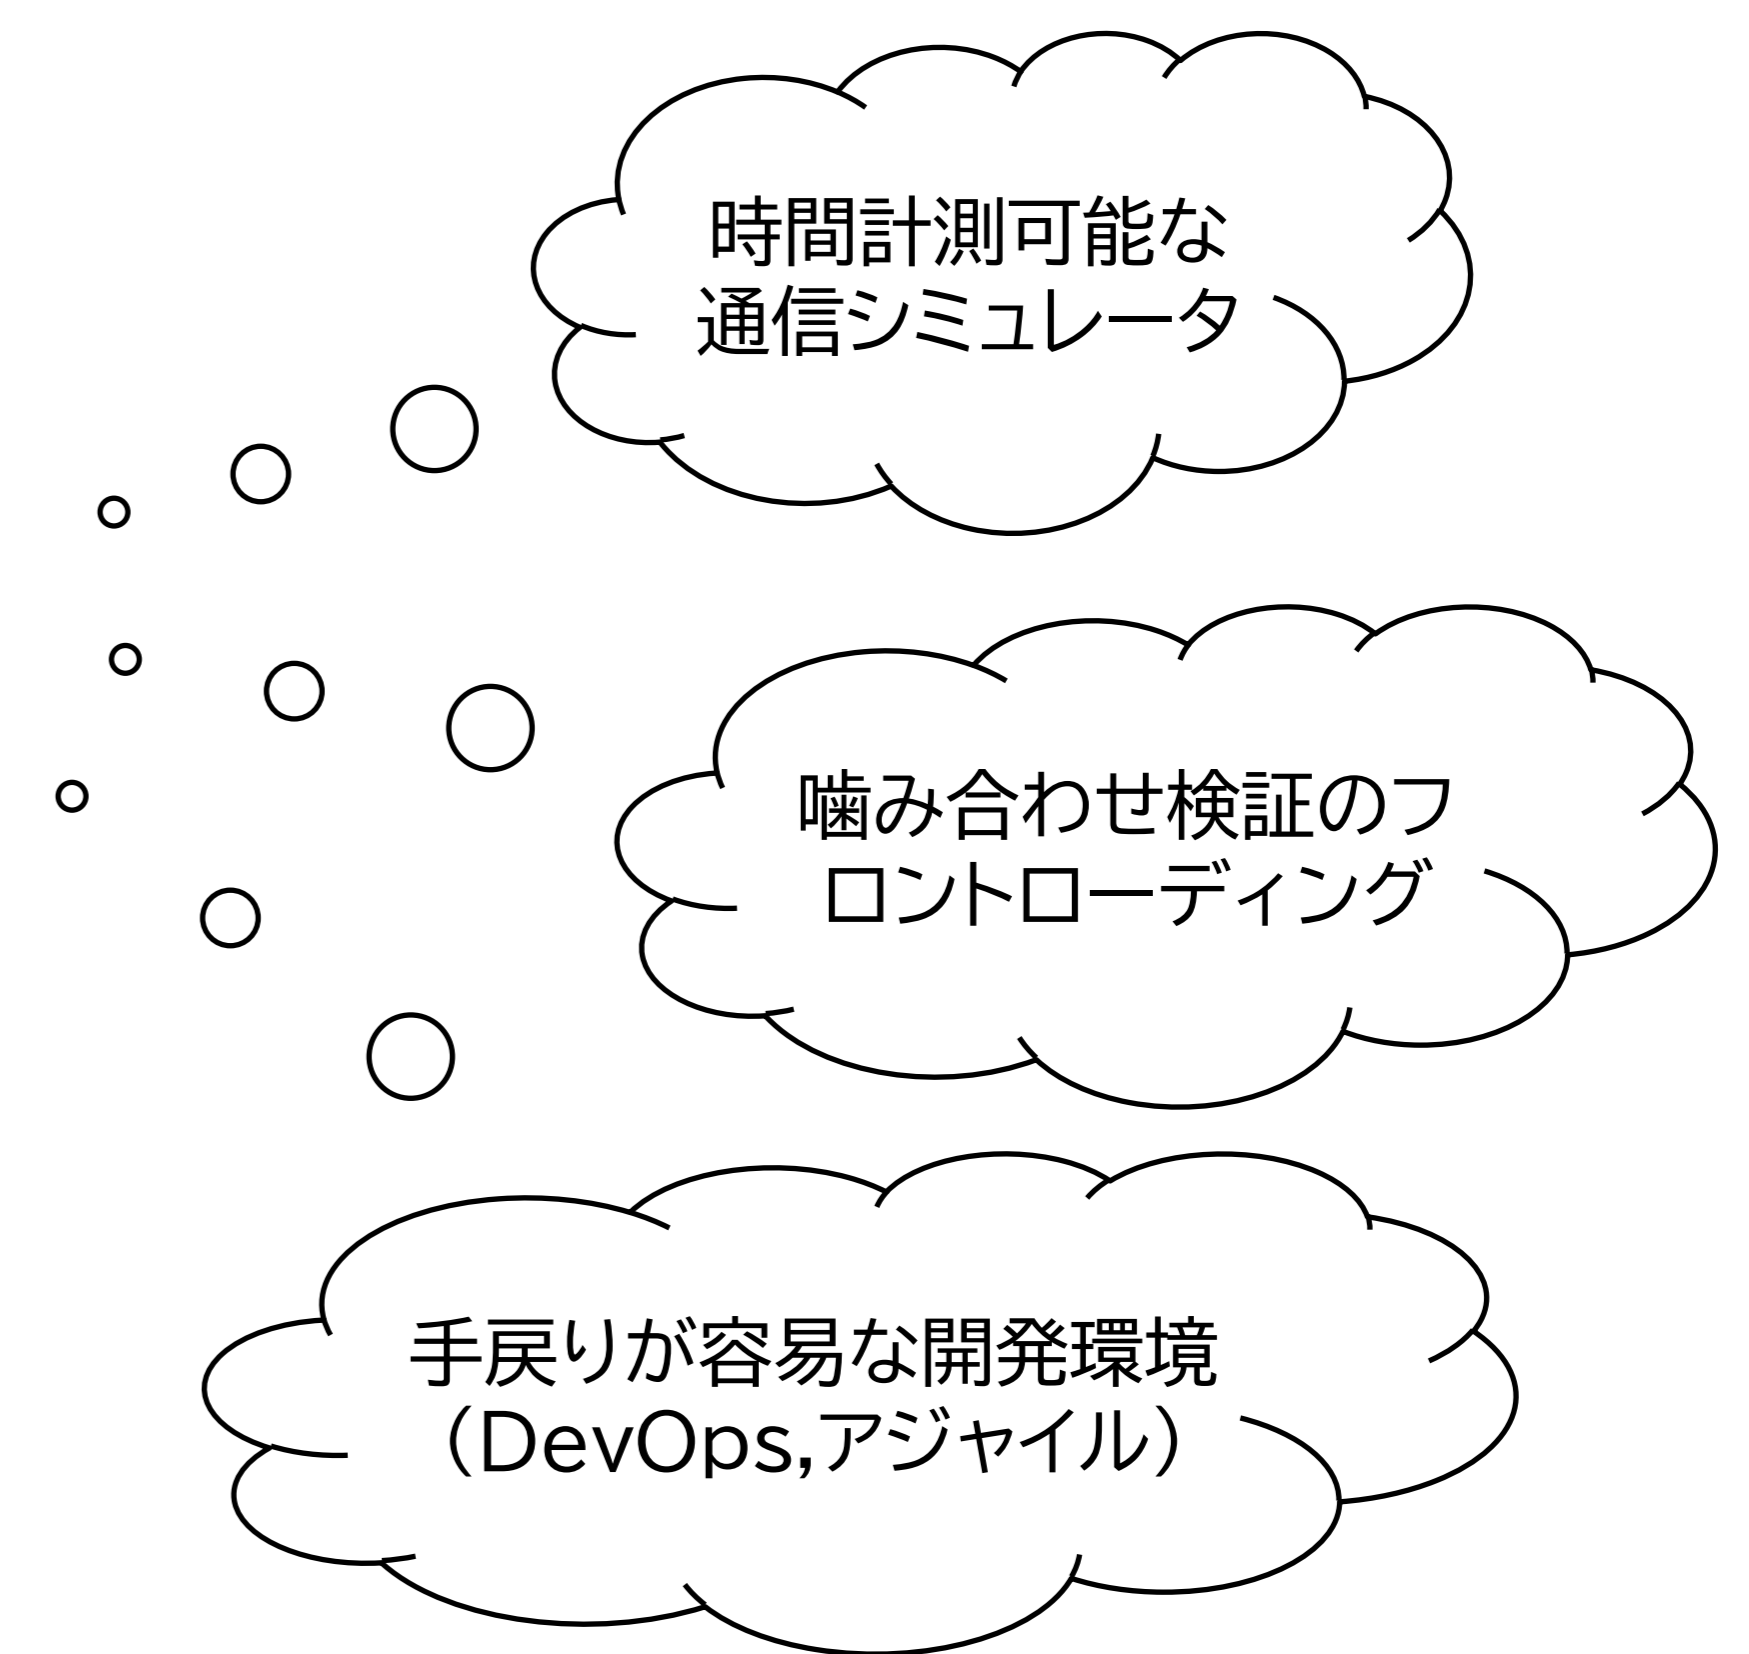 時間計測可能な
通信シミュレータ
噛み合わせ検証のフ
ロントローディング
手戻りが容易な開発環境
（DevOps,アジャイル）